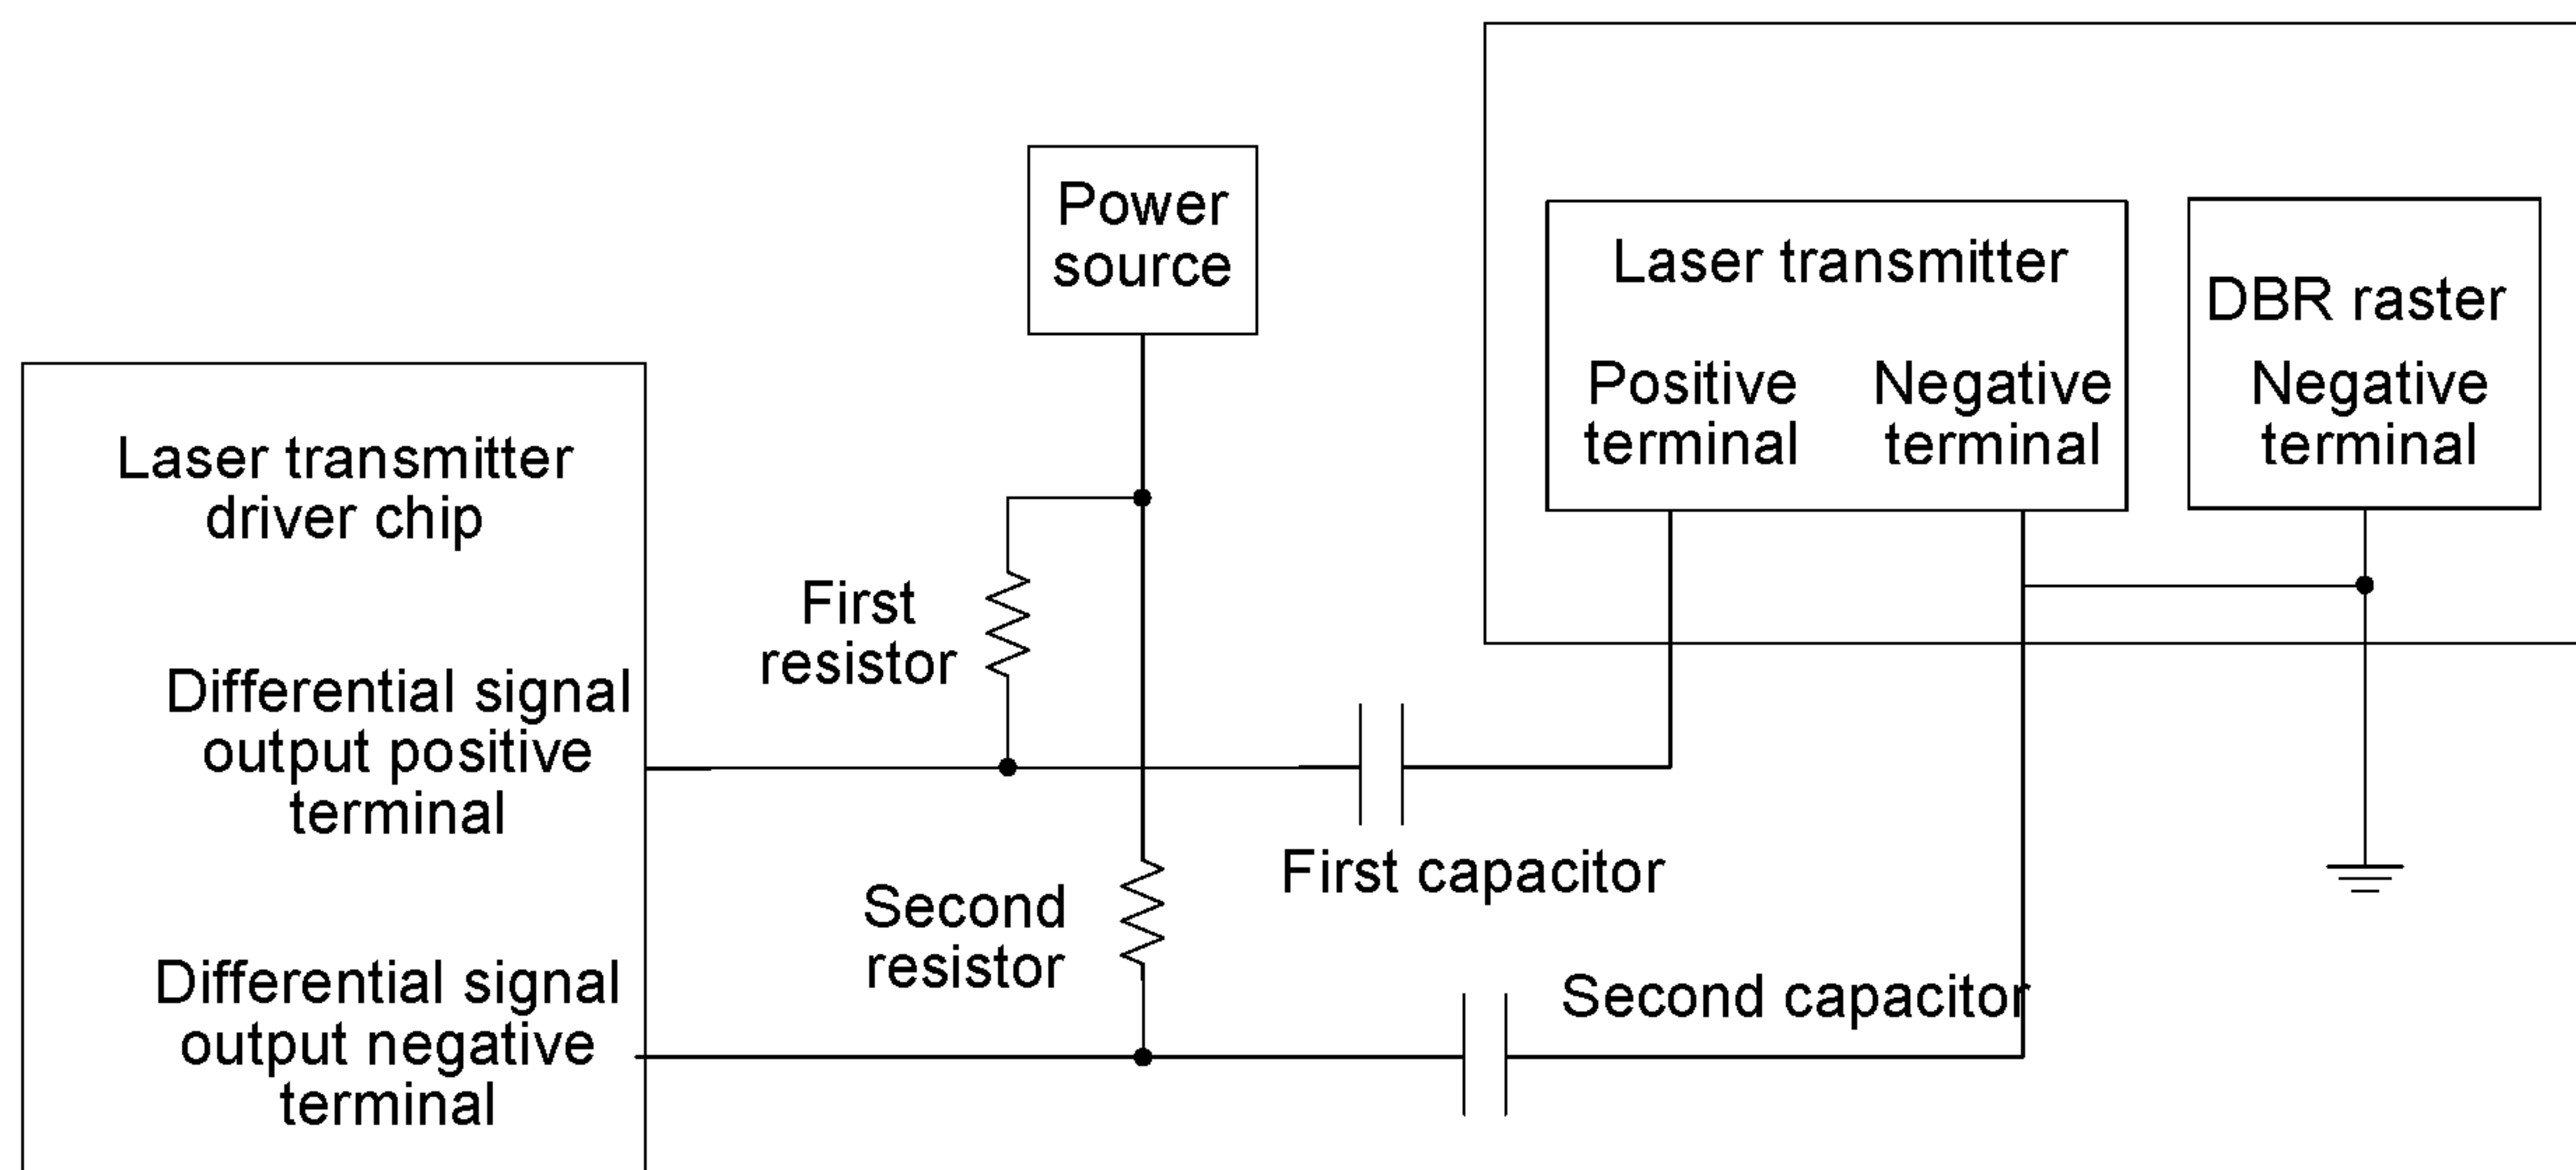 Power
source
Laser transmitter
Positive
terminal
Negative
terminal
DBR raster
Negative
terminal
Laser transmitter
driver chip
First
resistor
Differential signal
output positive
terminal
First capacitor
Second
resistor
Second capacitor
Differential signal
output negative
terminal